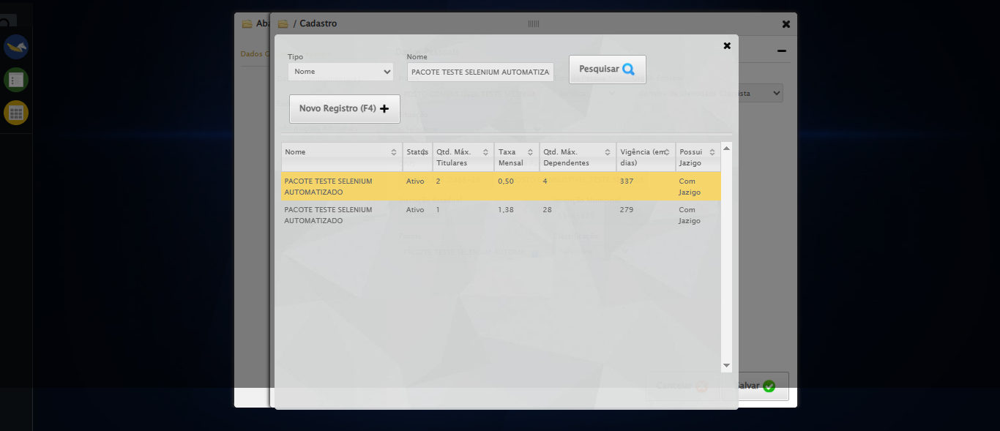 Aba
/ Cadastro
Dados G
Tipo
Nome
Nome
PACOTE TESTE SELENIUM AUTOMATIZA
Pesquisar
Novo Registro (F4)
Nome
Status
Qtd. Máx. Titulares
Taxa Mensal
Qtd. Máx. Dependentes
Vigência (em dias)
Possui Jazigo
PACOTE TESTE SELENIUM AUTOMATIZADO
Ativo
2
0,50
4
337
Com Jazigo
PACOTE TESTE SELENIUM AUTOMATIZADO
Ativo
1
1,38
28
279
Com Jazigo
Cancelar
Salvar